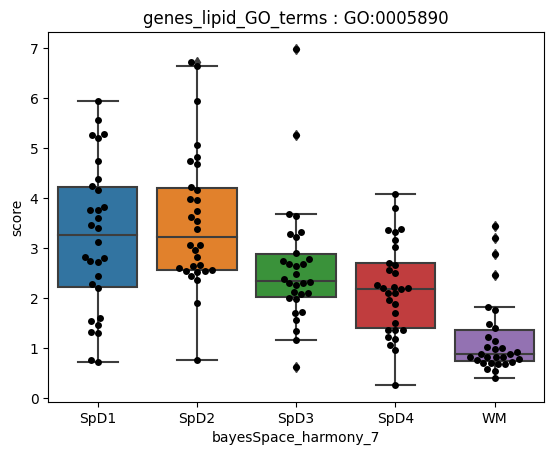 genes_lipid_GO_terms : GO:0005890
7
6
5
4
3
2
1
0
score
SpD1 SpD2 SpD3 SpD4 WM
bayesSpace_harmony_7